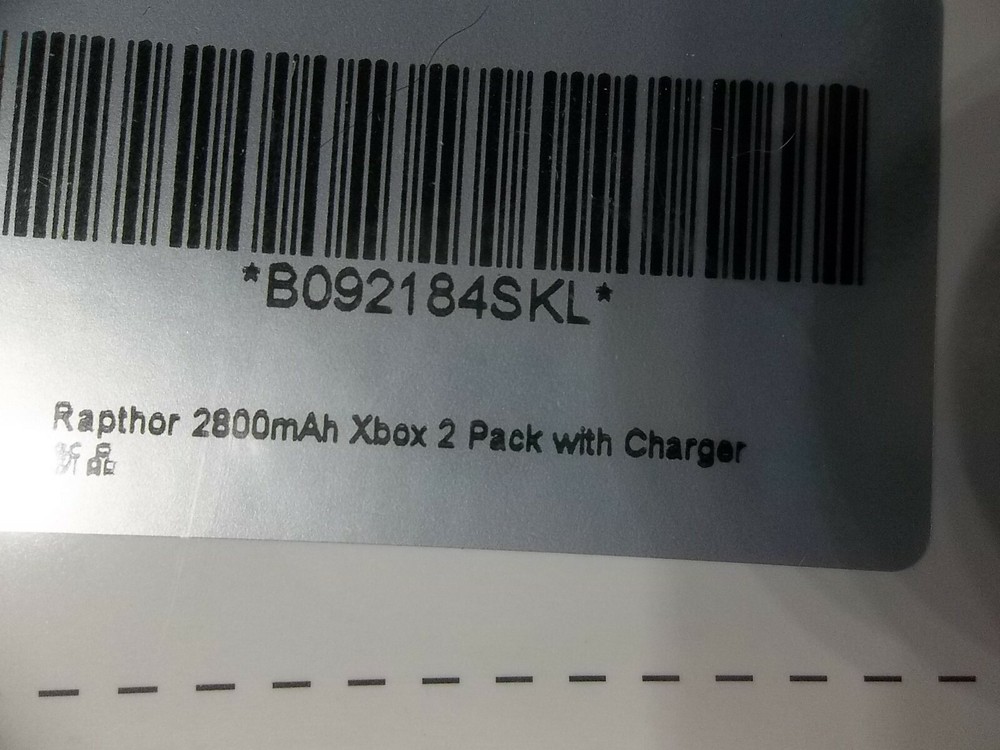 *B092184SKL*
Rapthor 2800mAh Xbox 2 Pack with Charger
新品